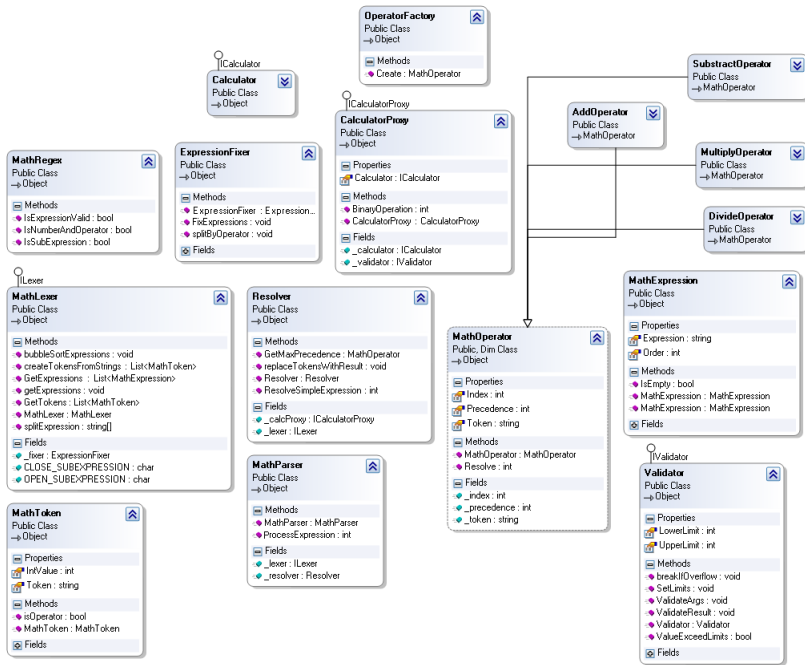 OperatorFactory
Public Class
Object
Methods
Create : MathOperator
ICalculator
Calculator
Public Class
Object
SubstractOperator
Public Class
MathOperator
ICalculatorProxy
CalculatorProxy
Public Class
Object
Properties
Calculator : ICalculator
Methods
BinaryOperation : int
CalculatorProxy : CalculatorProxy
Fields
_calculator : ICalculator
_validator : IValidator
AddOperator
Public Class
MathOperator
MultiplyOperator
Public Class
MathOperator
DivideOperator
Public Class
MathOperator
MathRegex
Public Class
Object
Methods
IsExpressionValid : bool
IsNumberAndOperator : bool
IsSubExpression : bool
ExpressionFixer
Public Class
Object
Methods
ExpressionFixer : Expression...
FixExpressions : void
splitByOperator : void
Fields
ILexer
MathLexer
Public Class
Object
Methods
bubbleSortExpressions : void
createTokensFromStrings : List<MathToken>
GetExpressions : List<MathExpression>
getExpressions : void
GetTokens : List<MathToken>
MathLexer : MathLexer
splitExpression : string[]
Fields
_fixer : ExpressionFixer
CLOSE_SUBEXPRESSION : char
OPEN_SUBEXPRESSION : char
Resolver
Public Class
Object
Methods
GetMaxPrecedence : MathOperator
replaceTokensWithResult : void
Resolver : Resolver
ResolveSimpleExpression : int
Fields
_calcProxy : ICalculatorProxy
_lexer : ILexer
MathOperator
Public, Dim Class
Object
Properties
Index : int
Precedence : int
Token : string
Methods
MathOperator : MathOperator
Resolve : int
Fields
_index : int
_precedence : int
_token : string
MathExpression
Public Class
Object
Properties
Expression : string
Order : int
Methods
IsEmpty : bool
MathExpression : MathExpression
MathExpression : MathExpression
MathParser
Public Class
Object
Methods
MathParser : MathParser
ProcessExpression : int
Fields
_lexer : ILexer
_resolver : Resolver
IValidator
Validator
Public Class
Object
Properties
LowerLimit : int
UpperLimit : int
Methods
breakIfOverflow : void
SetLimits : void
ValidateArgs : void
ValidateResult : void
Validator : Validator
ValueExceedLimits : bool
Fields
MathToken
Public Class
Object
Properties
IntValue : int
Token : string
Methods
isOperator : bool
MathToken : MathToken
Fields